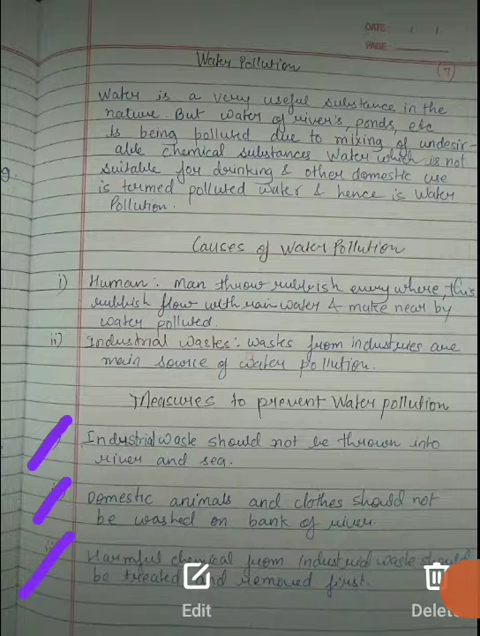 DATE: / /
PAGE:
(7)
Water Pollution
Water is a very useful substance in the
nature. But water of river's, ponds, etc
is being polluted due to mixing of undesir-
able chemical substances water which is not
suitable for drinking & other domestic use
is termed polluted water & hence is Water
Pollution.
Causes of Water Pollution
i) Human: man throw rubbish everywhere, this
rubbish flow with rain water & make near by
water polluted.
ii) Industrial wastes: wastes from industries are
main source of water pollution.
Measures to prevent Water pollution
Industrial waste should not be thrown into
river and sea.
Domestic animals and clothes should not
be washed on bank of river.
Harmful chemical from industrial waste should
be treated and removed first.
Edit
Delete